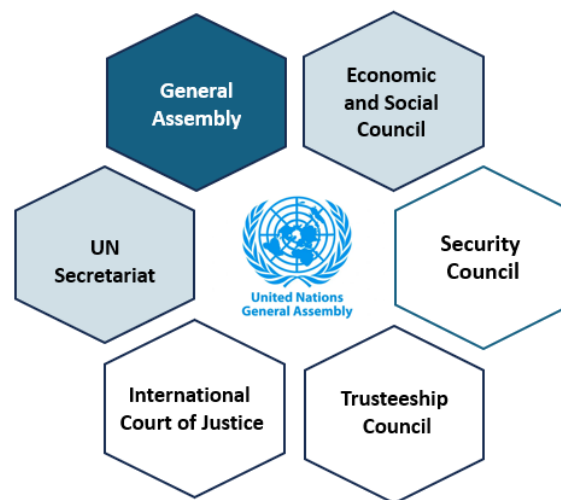 General
Assembly
Economic
and Social
Council
UN
Secretariat
United Nations
General Assembly
Security
Council
International
Court of Justice
Trusteeship
Council